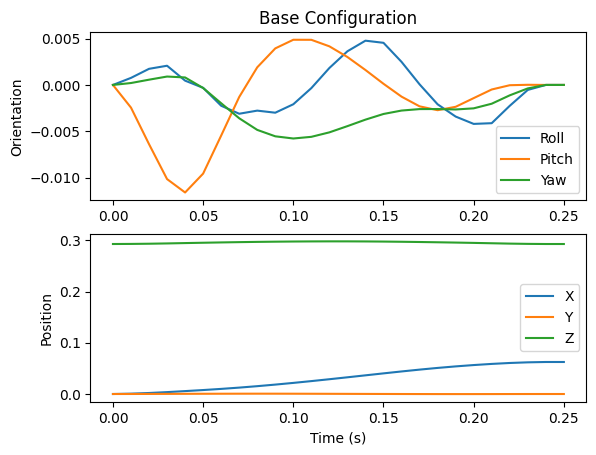 Base Configuration
Orientation
0.005
0.000
−0.005
−0.010
Roll
Pitch
Yaw
0.00 0.05 0.10 0.15 0.20 0.25
Position
0.3
0.2
0.1
0.0
X
Y
Z
0.00 0.05 0.10 0.15 0.20 0.25
Time (s)